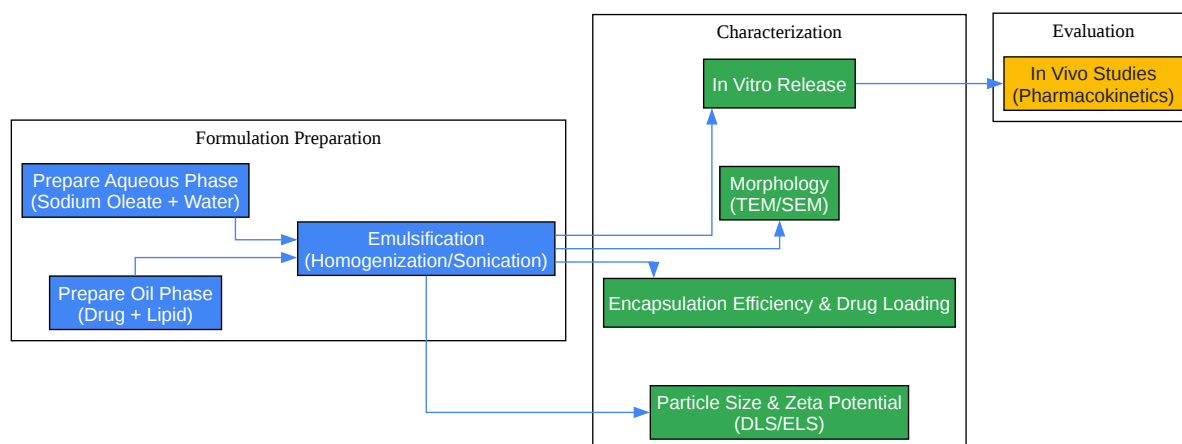 Formulation Preparation
Prepare Aqueous Phase
(Sodium Oleate + Water)
Prepare Oil Phase
(Drug + Lipid)
Emulsification
(Homogenization/Sonication)
Characterization
In Vitro Release
Morphology
(TEM/SEM)
Encapsulation Efficiency & Drug Loading
Particle Size & Zeta Potential
(DLS/ELS)
Evaluation
In Vivo Studies
(Pharmacokinetics)